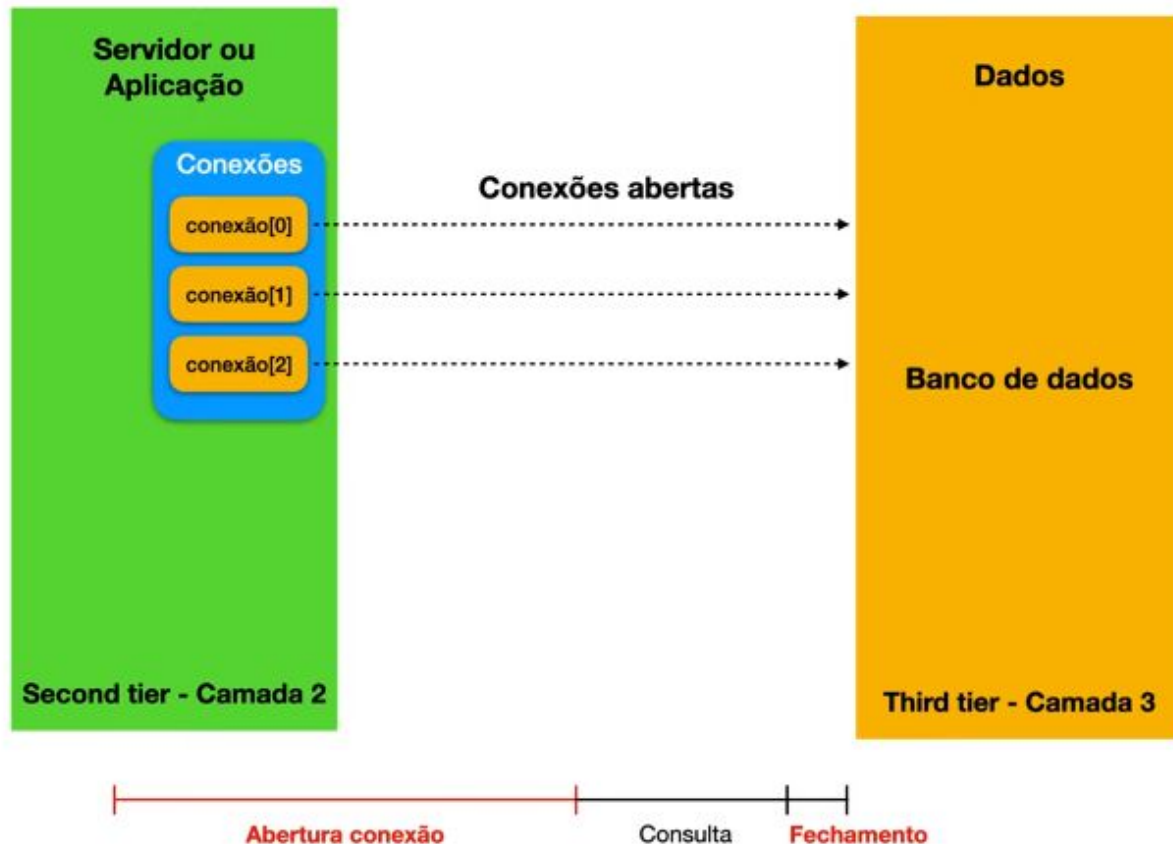 Servidor ou
Aplicação
Dados
Conexões
Conexões abertas
conexão[0]
conexão[1]
conexão[2]
Banco de dados
Second tier - Camada 2
Third tier - Camada 3
Abertura conexão
Consulta
Fechamento